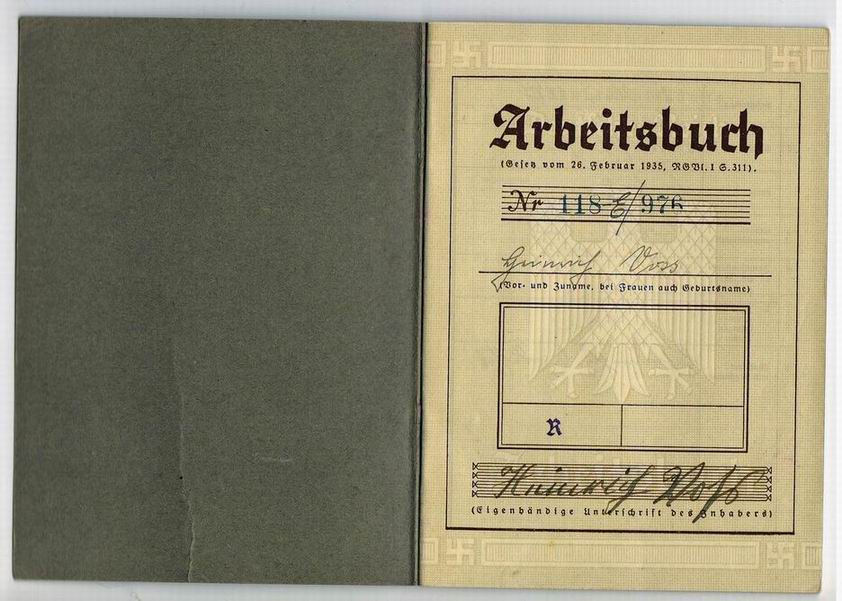 Arbeitsbuch
(Gesetz vom 26. Februar 1935, RGBl. I S. 311).
Nr 118 E/976
Heinrich Voss
(Vor- und Zuname, bei Frauen auch Geburtsname)
R
Heinrich Voß
(Eigenhändige Unterschrift des Inhabers)